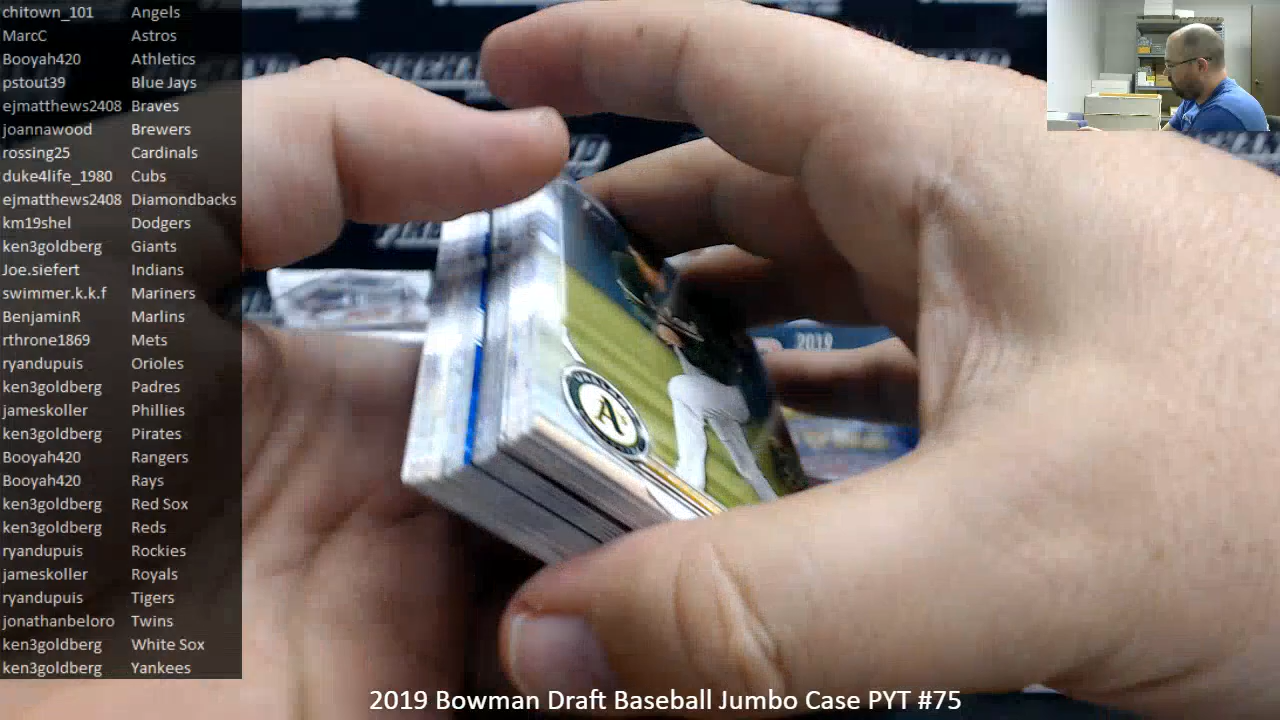 chitown_101 Angels
MarcC Astros
Booyah420 Athletics
pstout39 Blue Jays
ejmatthews2408 Braves
joannawood Brewers
rossing25 Cardinals
duke4life_1980 Cubs
ejmatthews2408 Diamondbacks
km19shel Dodgers
ken3goldberg Giants
Joe.siefert Indians
swimmer.k.k.f Mariners
BenjaminR Marlins
rthrone1869 Mets
ryandupuis Orioles
ken3goldberg Padres
jameskoller Phillies
ken3goldberg Pirates
Booyah420 Rangers
Booyah420 Rays
ken3goldberg Red Sox
ken3goldberg Reds
ryandupuis Rockies
jameskoller Royals
ryandupuis Tigers
jonathanbeloro Twins
ken3goldberg White Sox
ken3goldberg Yankees
2019
A's
2019 Bowman Draft Baseball Jumbo Case PYT #75